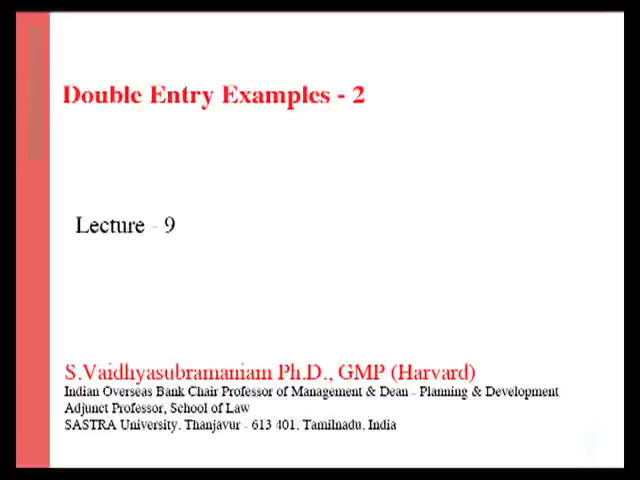 Double Entry Examples - 2
Lecture - 9
S.Vaidhyasubramaniam Ph.D., GMP (Harvard)
Indian Overseas Bank Chair Professor of Management & Dean - Planning & Development
Adjunct Professor, School of Law
SASTRA University, Thanjavur - 613 401, Tamilnadu, India